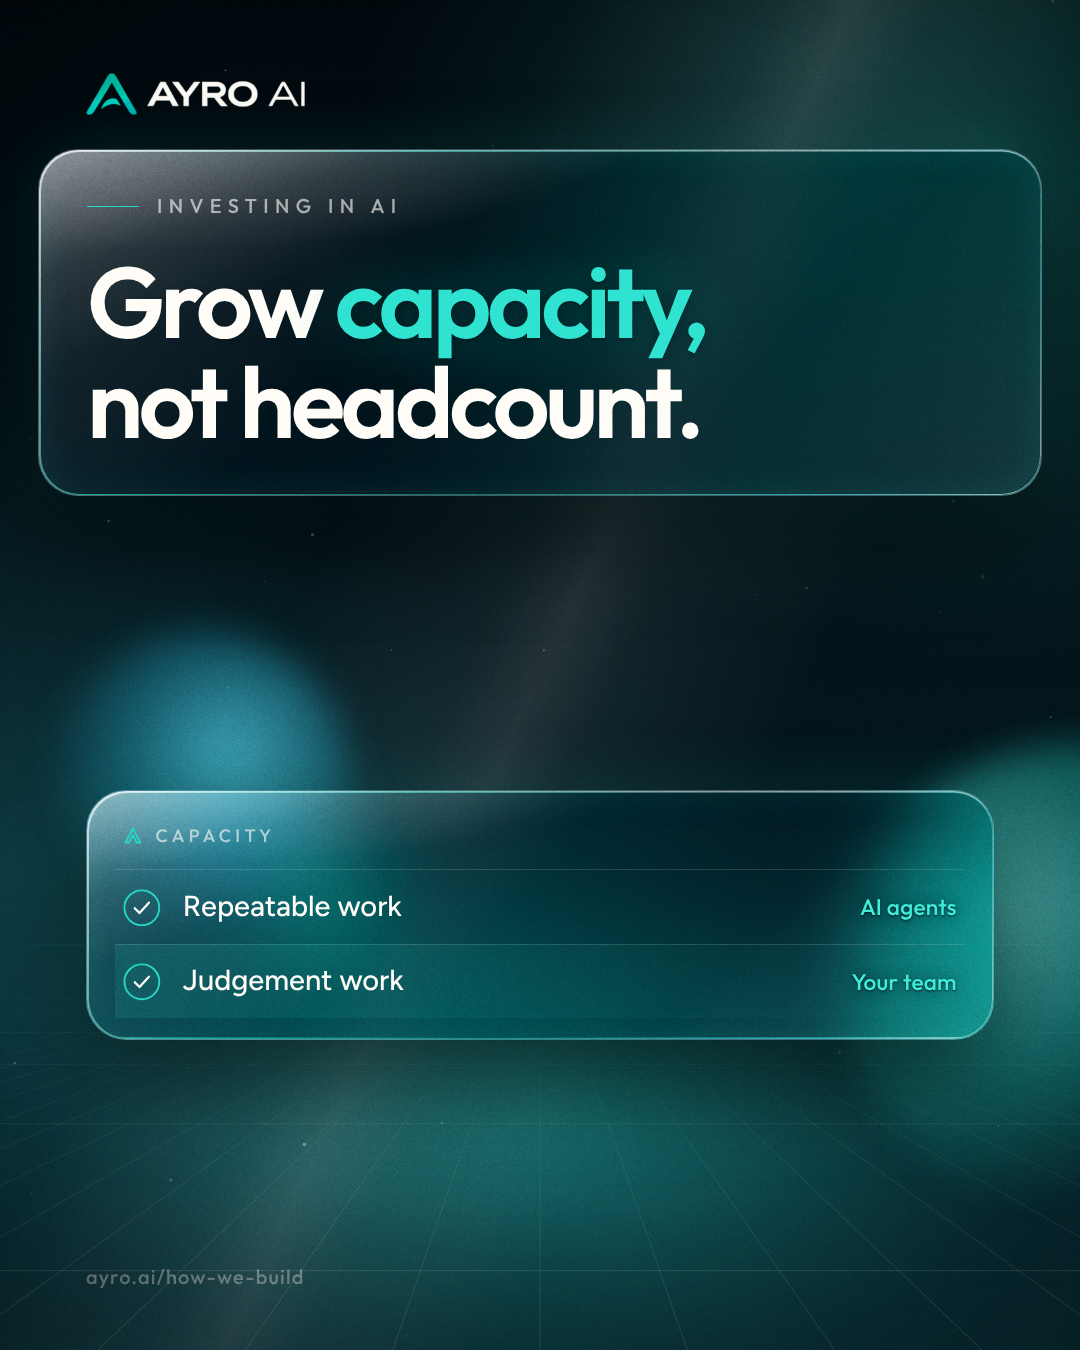 AYRO AI
INVESTING IN AI
Grow capacity,
not headcount.
CAPACITY
Repeatable work AI agents
Judgement work Your team
ayro.ai/how-we-build